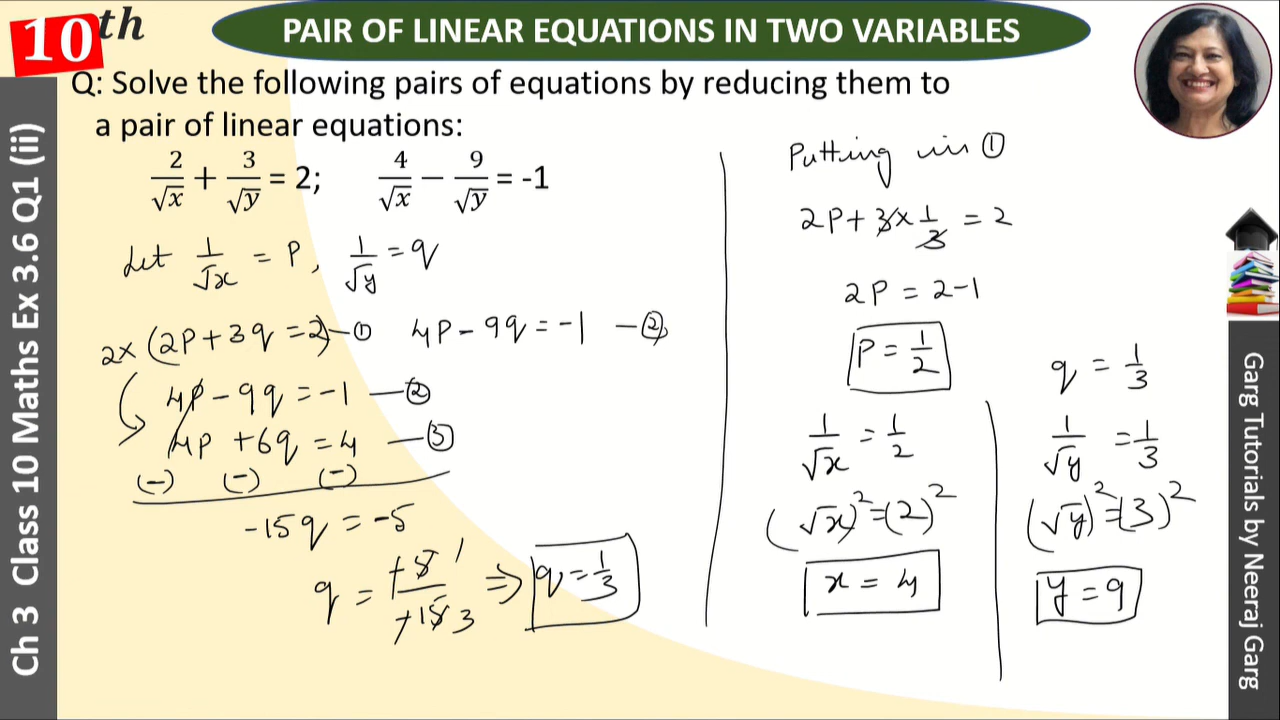 10th
PAIR OF LINEAR EQUATIONS IN TWO VARIABLES
Ch 3 Class 10 Maths Ex 3.6 Q1 (ii)
Q: Solve the following pairs of equations by reducing them to
a pair of linear equations:
2/√x + 3/√y = 2; 4/√x − 9/√y = -1
Let 1/√x = P, 1/√y = q
2x (2P+3q=2) —① 4P-9q=-1 —②
4P - 9q = -1 —②
4P +6q = 4 —③
(-) (-) (-)
-15q = -5
q = +5 1/+15 3 ⇒ q=1/3
Putting in ①
2P+3×1/3 = 2
2P = 2-1
P=1/2
1/√x = 1/2
(√x)²=(2)²
x = 4
q = 1/3
1/√y = 1/3
(√y)²=(3)²
y = 9
Garg Tutorials by Neeraj Garg